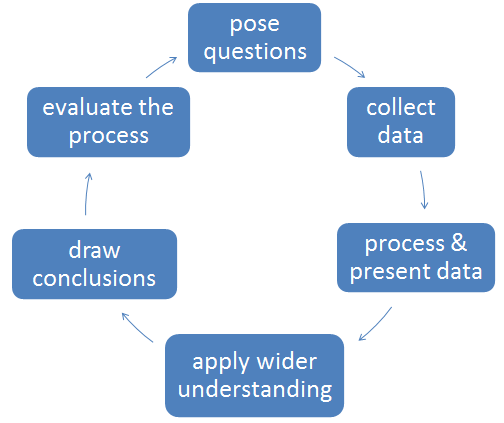 pose
questions
collect
data
process &
present data
apply wider
understanding
draw
conclusions
evaluate the
process